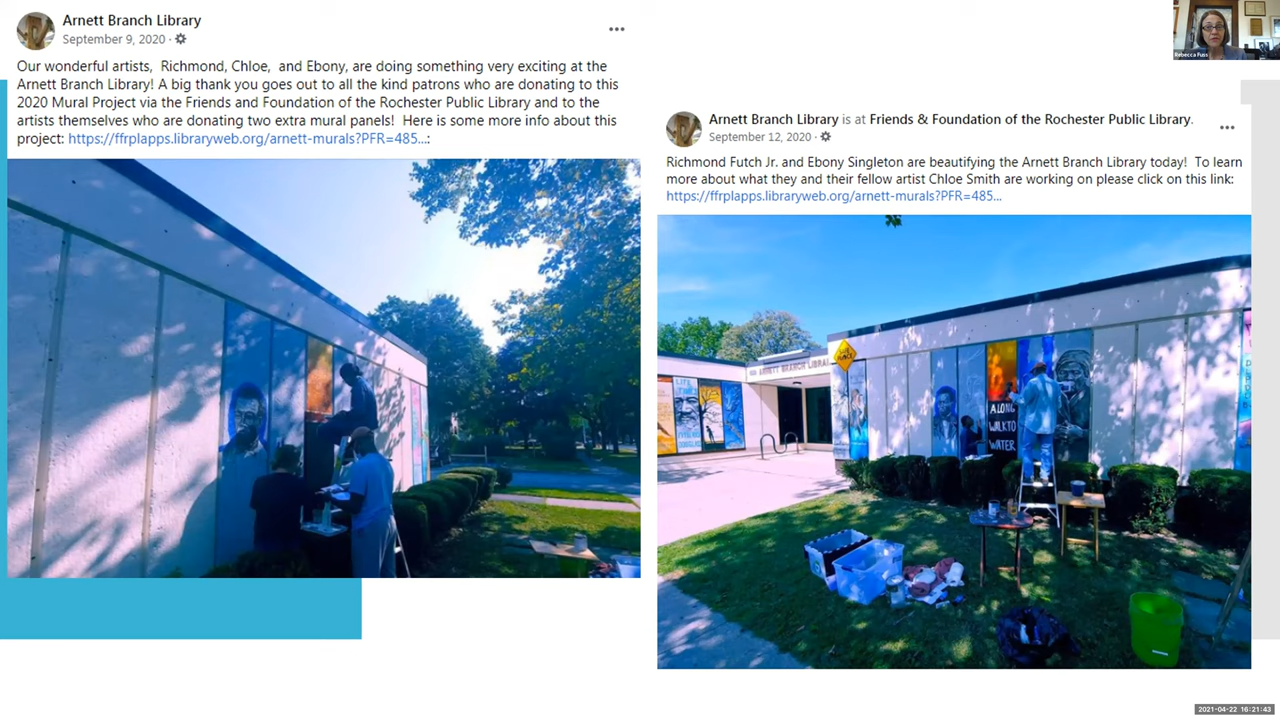 Arnett Branch Library
September 9, 2020 ·
Our wonderful artists, Richmond, Chloe, and Ebony, are doing something very exciting at the
Arnett Branch Library! A big thank you goes out to all the kind patrons who are donating to this
2020 Mural Project via the Friends and Foundation of the Rochester Public Library and to the
artists themselves who are donating two extra mural panels! Here is some more info about this
project: https://ffrplapps.libraryweb.org/arnett-murals?PFR=485...:
Rebecca Fuss
Arnett Branch Library is at Friends & Foundation of the Rochester Public Library.
September 12, 2020 ·
Richmond Futch Jr. and Ebony Singleton are beautifying the Arnett Branch Library today! To learn
more about what they and their fellow artist Chloe Smith are working on please click on this link:
https://ffrplapps.libraryweb.org/arnett-murals?PFR=485...
ARNETT BRANCH LIBRA
LIFE
A LONG
WALK TO
WATER
2021-04-22 16:21:43